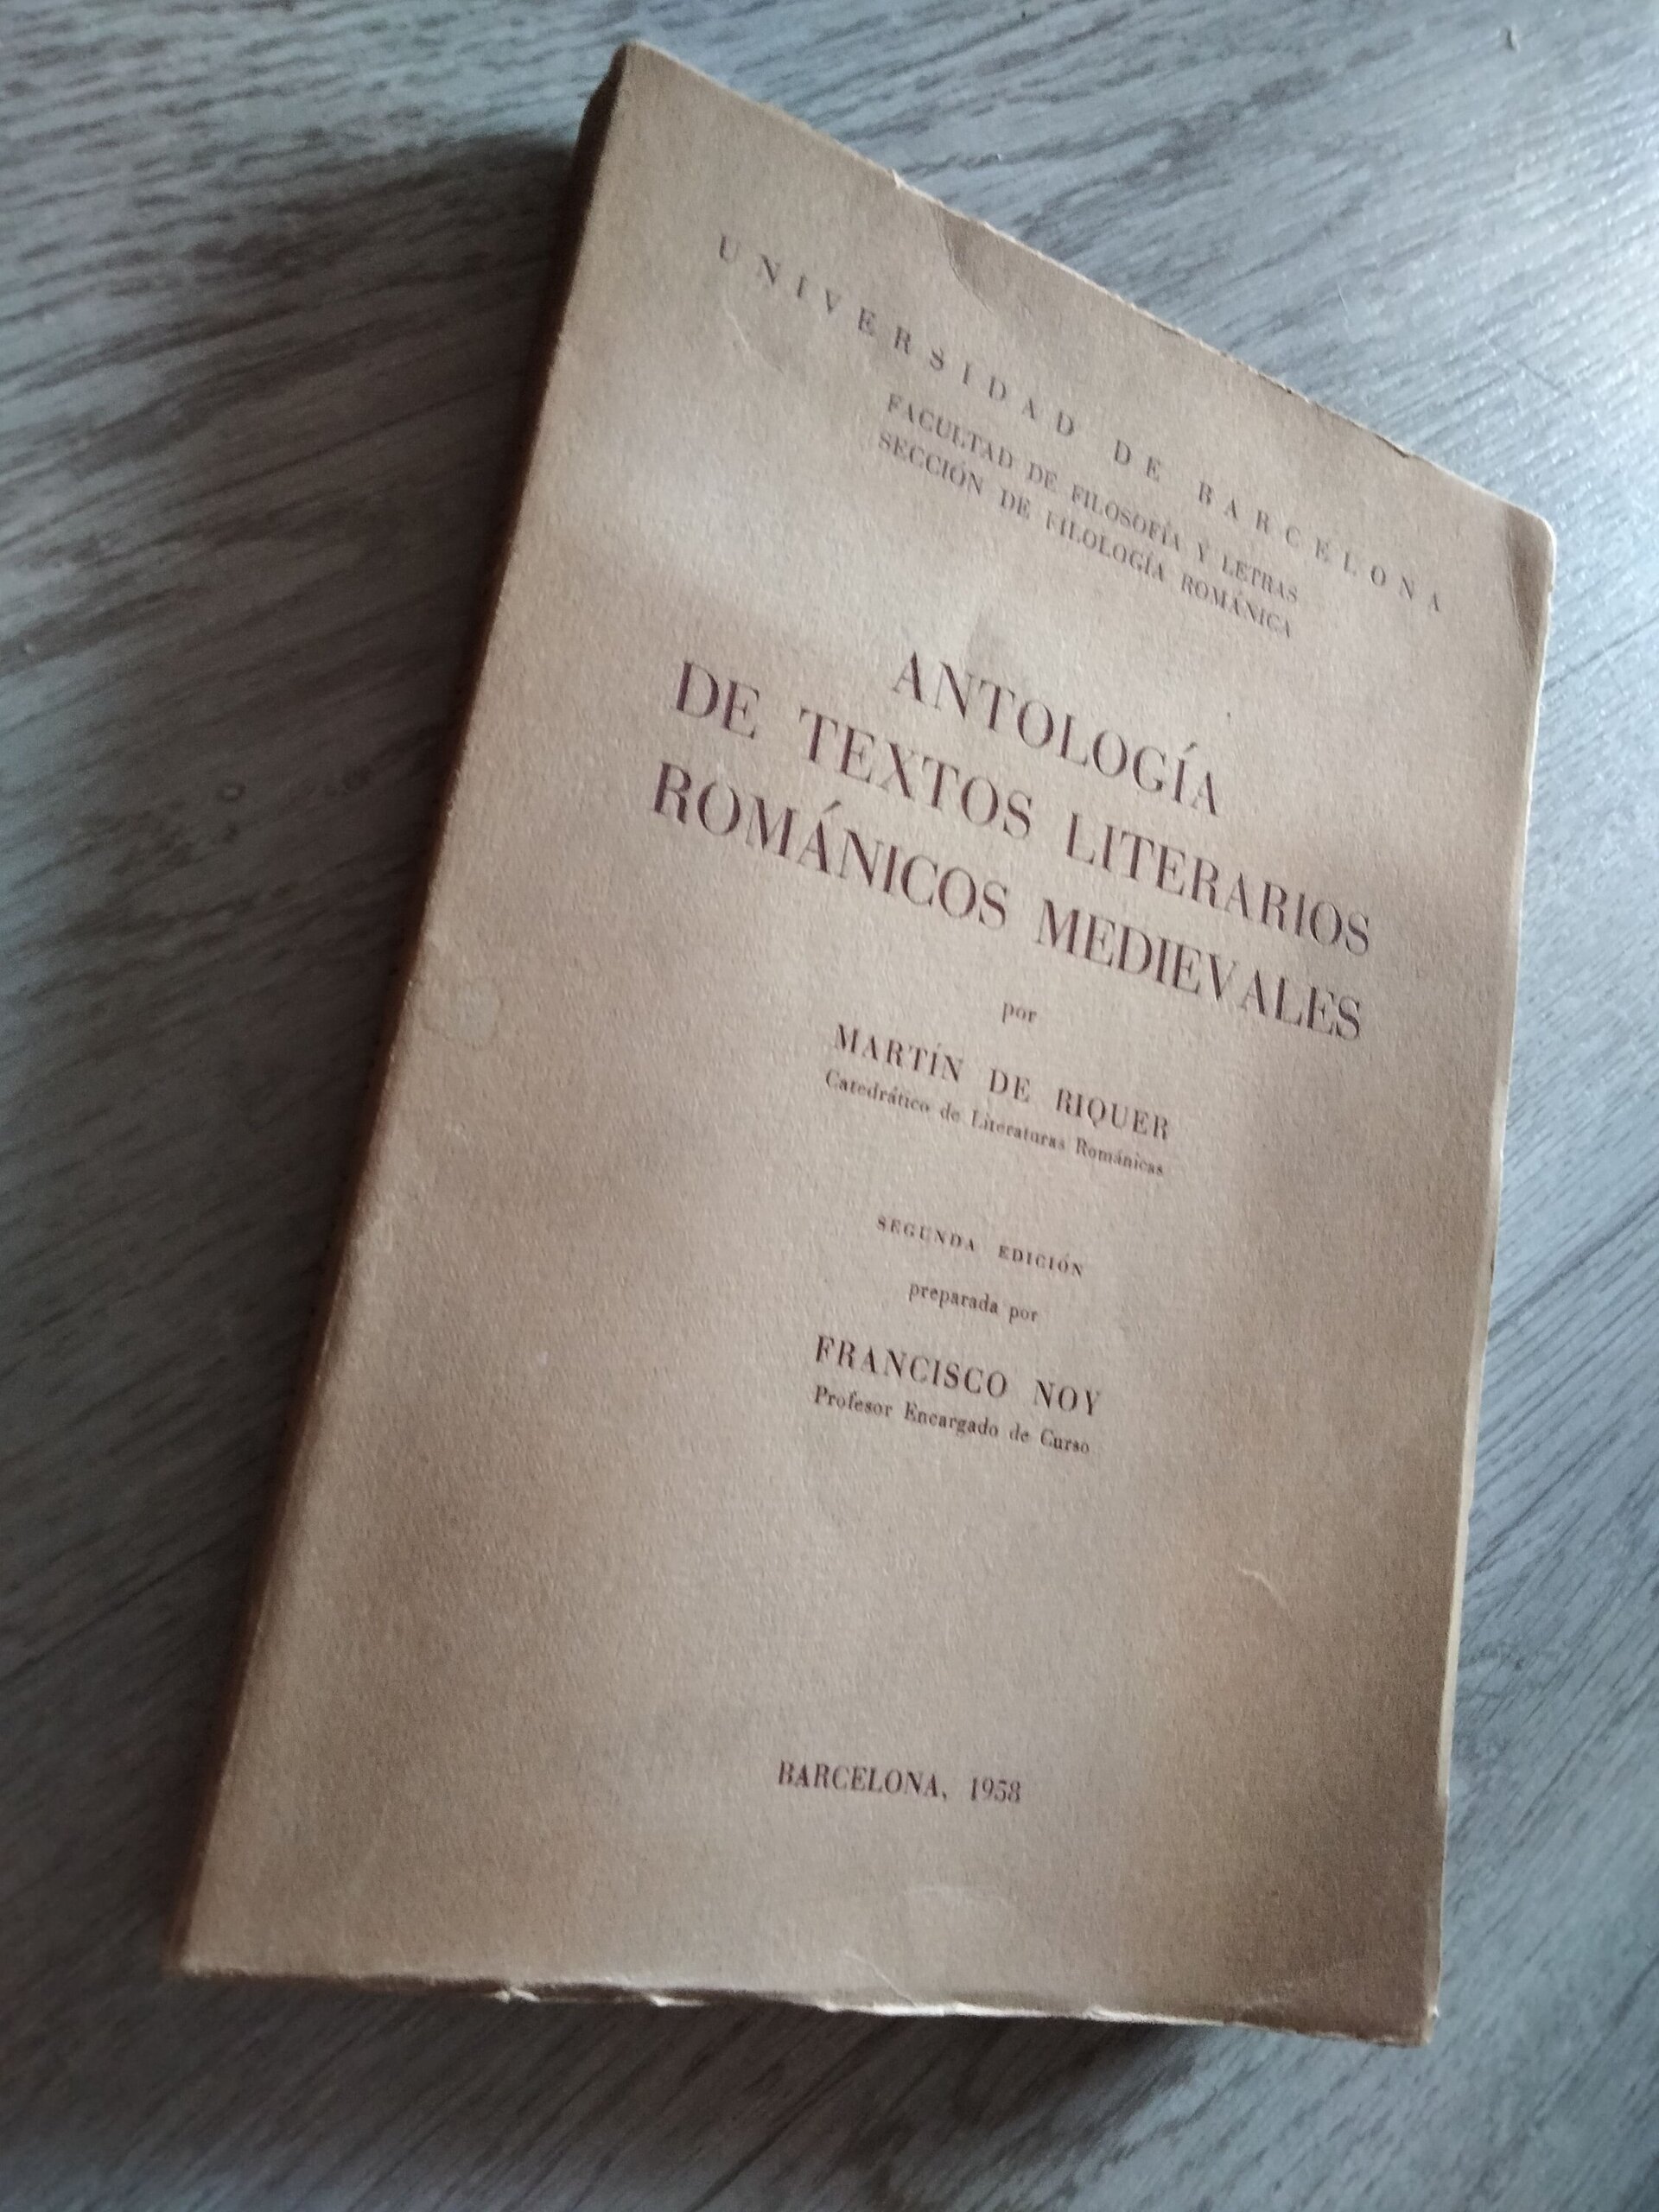 UNIVERSIDAD DE BARCELONA
FACULTAD DE FILOSOFÍA Y LETRAS
SECCIÓN DE FILOLOGÍA ROMÁNICA
ANTOLOGÍA
DE TEXTOS LITERARIOS
ROMÁNICOS MEDIEVALES
por
MARTÍN DE RIQUER
Catedrático de Literaturas Románicas
SEGUNDA EDICIÓN
preparada por
FRANCISCO NOY
Profesor Encargado de Curso
BARCELONA, 1958